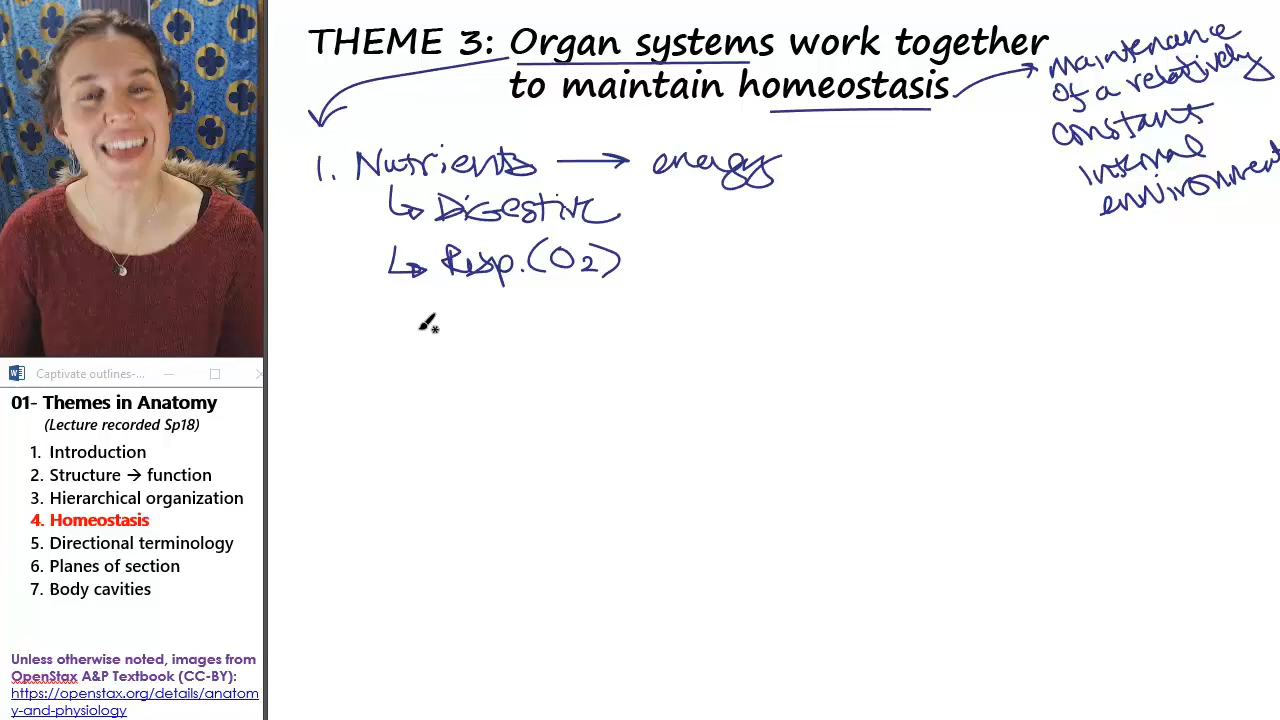 THEME 3: Organ systems work together
to maintain homeostasis
maintenance
of a relatively
constant
internal
environment
1. Nutrients → energy
↳ Digestive
↳ Resp. (O2)
Captivate outlines-...
01- Themes in Anatomy
(Lecture recorded Sp18)
1. Introduction
2. Structure → function
3. Hierarchical organization
4. Homeostasis
5. Directional terminology
6. Planes of section
7. Body cavities
Unless otherwise noted, images from
OpenStax A&P Textbook (CC-BY):
https://openstax.org/details/anatom
y-and-physiology